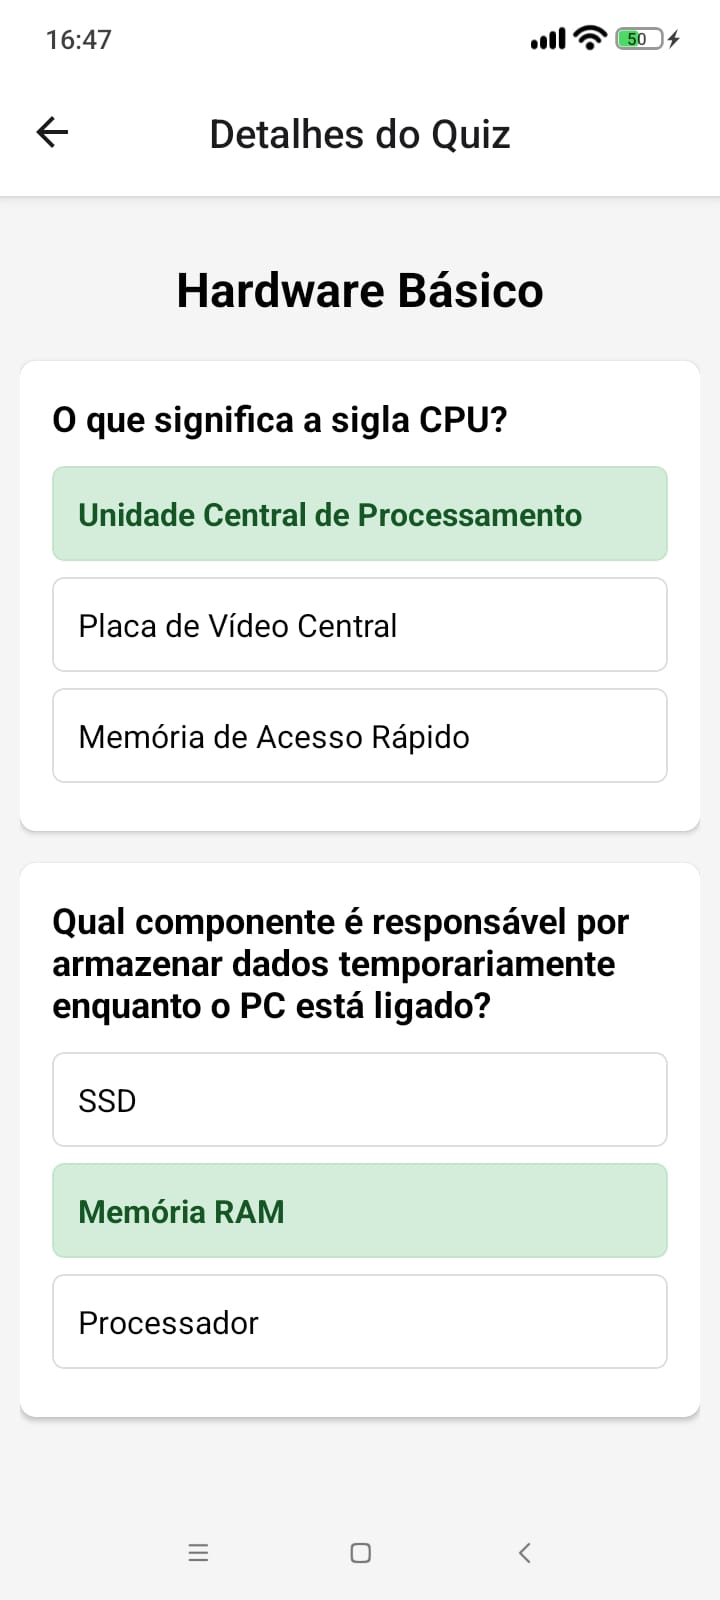 16:47
50
Detalhes do Quiz
Hardware Básico
O que significa a sigla CPU?
Unidade Central de Processamento
Placa de Vídeo Central
Memória de Acesso Rápido
Qual componente é responsável por
armazenar dados temporariamente
enquanto o PC está ligado?
SSD
Memória RAM
Processador